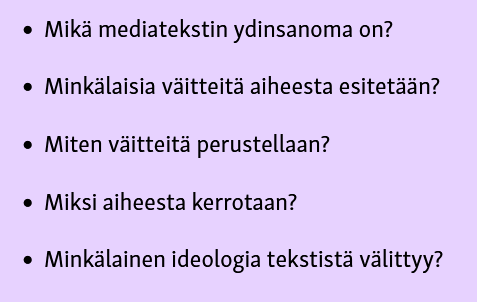 • Mikä mediatekstin ydinsanoma on?
• Minkälaisia väitteitä aiheesta esitetään?
• Miten väitteitä perustellaan?
• Miksi aiheesta kerrotaan?
• Minkälainen ideologia tekstistä välittyy?